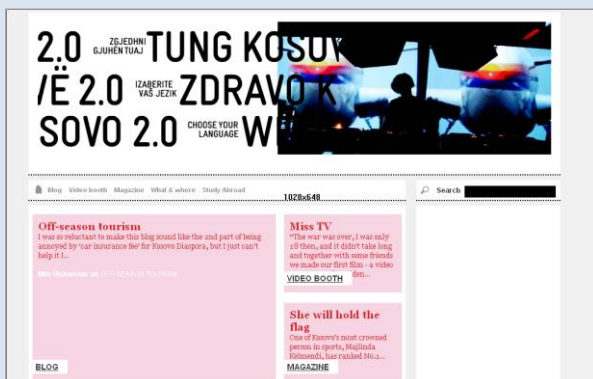 2.0 ZGJEDHNI GJUHËN TUAJ TUNG KOSOV
/Ë 2.0 IZABERITE VAŠ JEZIK ZDRAVO K
SOVO 2.0 CHOOSE YOUR LANGUAGE WE
Blog Video booth Magazine What & where Study Abroad
Search
1028x648
Off-season tourism
I was so reluctant to make this blog sound like the 2nd part of being
annoyed by 'car insurance fee' for Kosovo Diaspora, but I just can't
help it I...
OFF-SEASON TOURISM
BLOG
Miss TV
"The war was over, I was only
18 then, and it didn't take long
and together with some friends
we made our first film - a video
den...
VIDEO BOOTH
She will hold the
flag
One of Kosovo's most crowned
person in sports, Majlinda
Kelmendi, has ranked No.1...
MAGAZINE